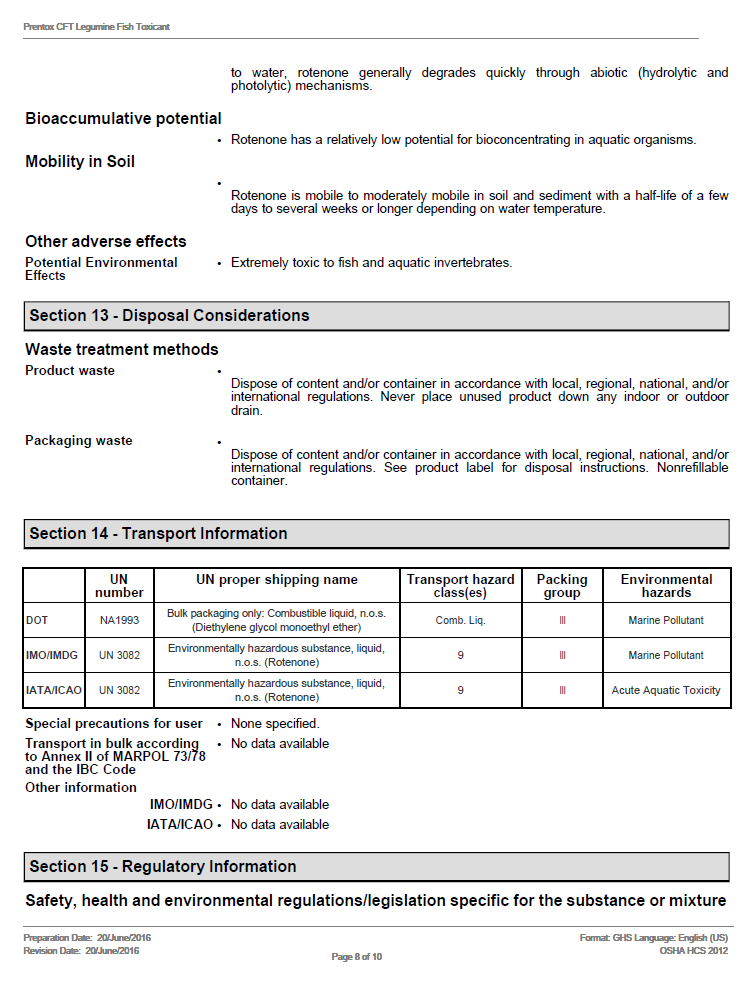 Prentox CFT Legumine Fish Toxicant
to water, rotenone generally degrades quickly through abiotic (hydrolytic and
photolytic) mechanisms.
Bioaccumulative potential
• Rotenone has a relatively low potential for bioconcentrating in aquatic organisms.
Mobility in Soil
•
Rotenone is mobile to moderately mobile in soil and sediment with a half-life of a few
days to several weeks or longer depending on water temperature.
Other adverse effects
Potential Environmental • Extremely toxic to fish and aquatic invertebrates.
Effects
Section 13 - Disposal Considerations
Waste treatment methods
Product waste •
Dispose of content and/or container in accordance with local, regional, national, and/or
international regulations. Never place unused product down any indoor or outdoor
drain.
Packaging waste •
Dispose of content and/or container in accordance with local, regional, national, and/or
international regulations. See product label for disposal instructions. Nonrefillable
container.
Section 14 - Transport Information
UN UN proper shipping name Transport hazard Packing Environmental
number class(es) group hazards
DOT NA1993 Bulk packaging only: Combustible liquid, n.o.s. Comb. Liq. III Marine Pollutant
(Diethylene glycol monoethyl ether)
IMO/IMDG UN 3082 Environmentally hazardous substance, liquid, 9 III Marine Pollutant
n.o.s. (Rotenone)
IATA/ICAO UN 3082 Environmentally hazardous substance, liquid, 9 III Acute Aquatic Toxicity
n.o.s. (Rotenone)
Special precautions for user • None specified.
Transport in bulk according • No data available
to Annex II of MARPOL 73/78
and the IBC Code
Other information
IMO/IMDG • No data available
IATA/ICAO • No data available
Section 15 - Regulatory Information
Safety, health and environmental regulations/legislation specific for the substance or mixture
Preparation Date: 20/June/2016 Format: GHS Language: English (US)
Revision Date: 20/June/2016 OSHA HCS 2012
Page 8 of 10